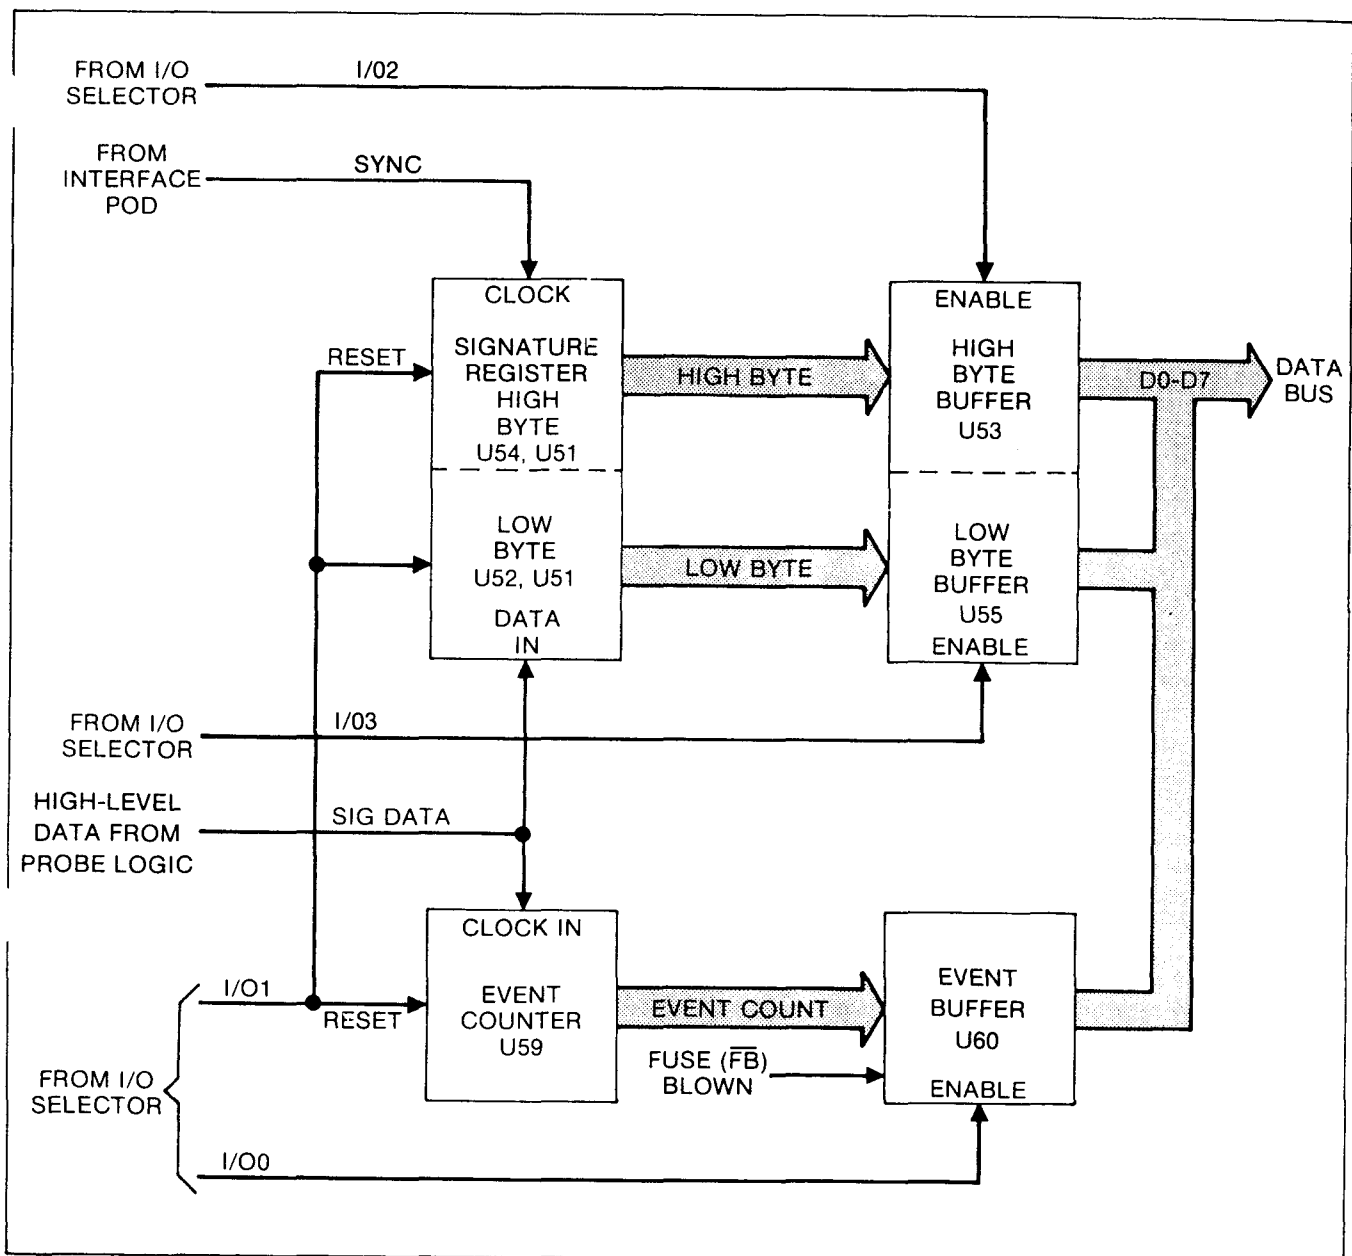 FROM I/O
SELECTOR
I/02
FROM
INTERFACE
POD
SYNC
CLOCK
SIGNATURE
REGISTER
HIGH
BYTE
U54, U51
RESET
HIGH BYTE
ENABLE
HIGH
BYTE
BUFFER
U53
D0-D7
DATA
BUS
LOW
BYTE
U52, U51
DATA
IN
LOW BYTE
LOW
BYTE
BUFFER
U55
ENABLE
FROM I/O
SELECTOR
I/03
HIGH-LEVEL
DATA FROM
PROBE LOGIC
SIG DATA
CLOCK IN
EVENT
COUNTER
U59
I/O1
RESET
EVENT COUNT
EVENT
BUFFER
U60
ENABLE
FUSE (F̅B̅)
BLOWN
FROM I/O
SELECTOR
I/O0